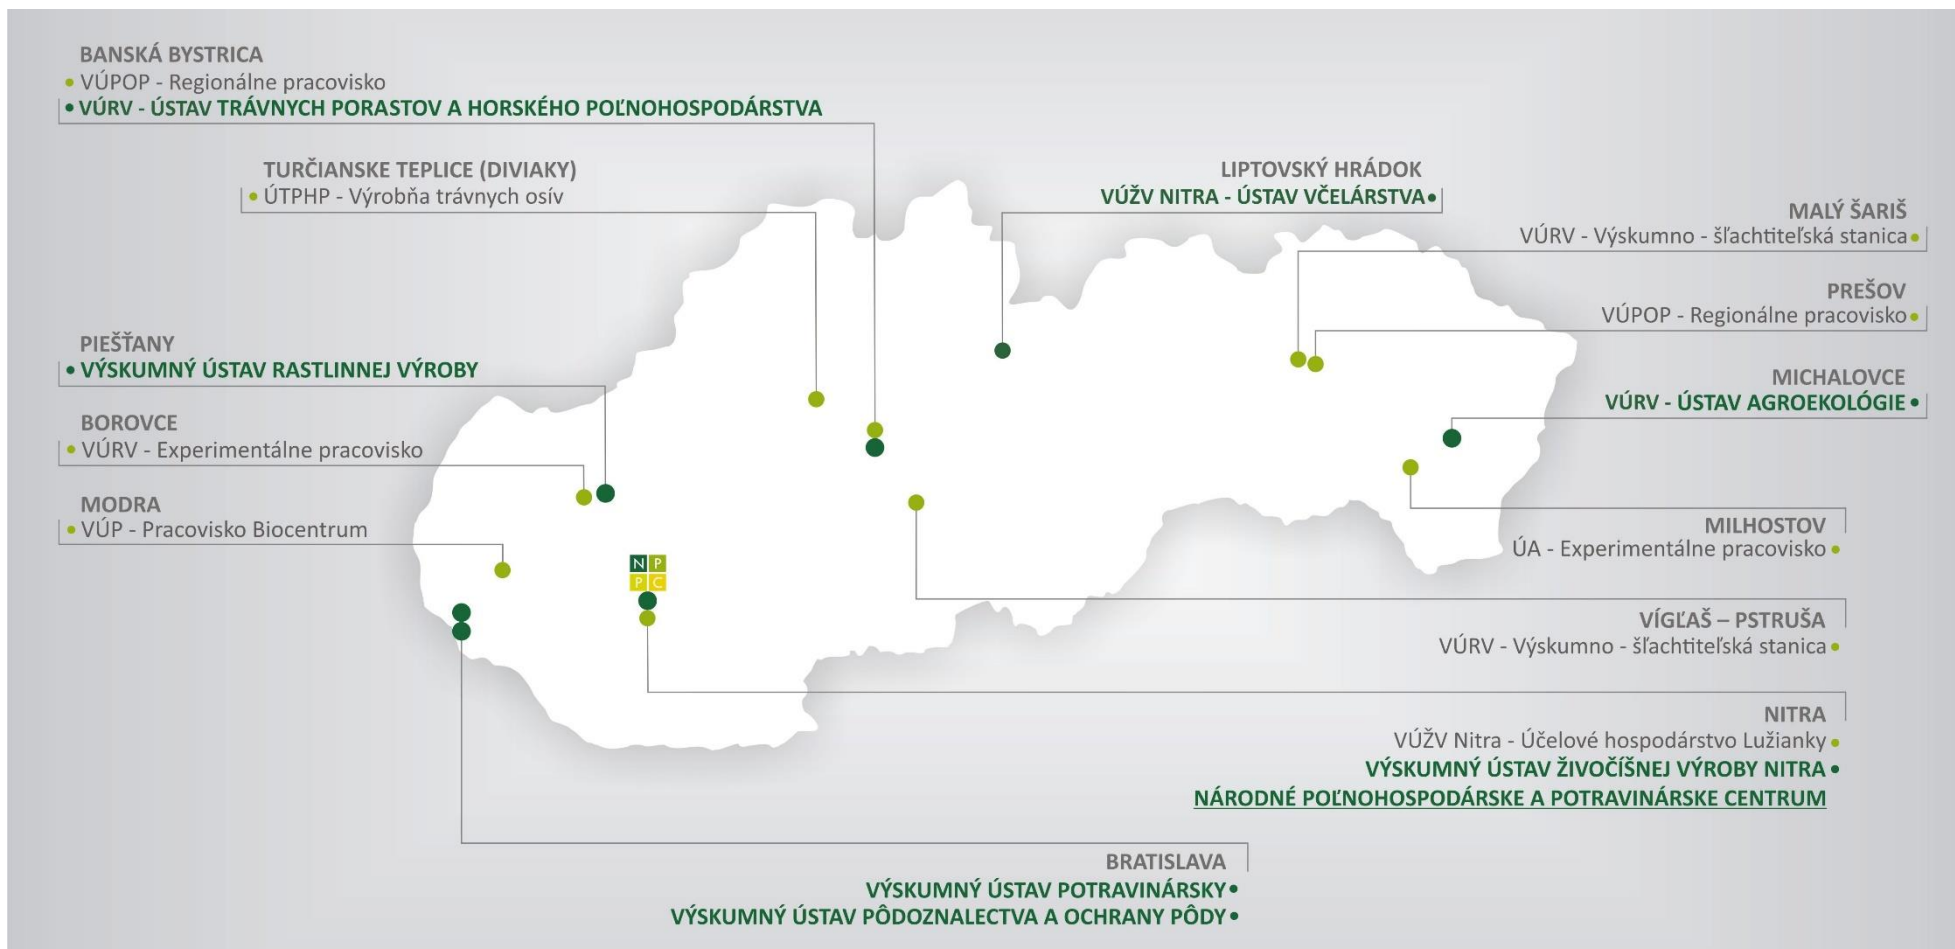 BANSKÁ BYSTRICA
VÚPOP - Regionálne pracovisko
VÚRV - ÚSTAV TRÁVNYCH PORASTOV A HORSKÉHO POĽNOHOSPODÁRSTVA
TURČIANSKE TEPLICE (DIVIAKY)
ÚTPHP - Výrobňa trávnych osív
LIPTOVSKÝ HRÁDOK
VÚŽV NITRA - ÚSTAV VČELÁRSTVA
MALÝ ŠARIŠ
VÚRV - Výskumno - šľachtiteľská stanica
PREŠOV
VÚPOP - Regionálne pracovisko
PIEŠŤANY
VÝSKUMNÝ ÚSTAV RASTLINNEJ VÝROBY
MICHALOVCE
VÚRV - ÚSTAV AGROEKOLÓGIE
BOROVCE
VÚRV - Experimentálne pracovisko
MODRA
VÚP - Pracovisko Biocentrum
MILHOSTOV
ÚA - Experimentálne pracovisko
N P
P C
VÍGĽAŠ – PSTRUŠA
VÚRV - Výskumno - šľachtiteľská stanica
NITRA
VÚŽV Nitra - Účelové hospodárstvo Lužianky
VÝSKUMNÝ ÚSTAV ŽIVOČÍŠNEJ VÝROBY NITRA
NÁRODNÉ POĽNOHOSPODÁRSKE A POTRAVINÁRSKE CENTRUM
BRATISLAVA
VÝSKUMNÝ ÚSTAV POTRAVINÁRSKY
VÝSKUMNÝ ÚSTAV PÔDOZNALECTVA A OCHRANY PÔDY